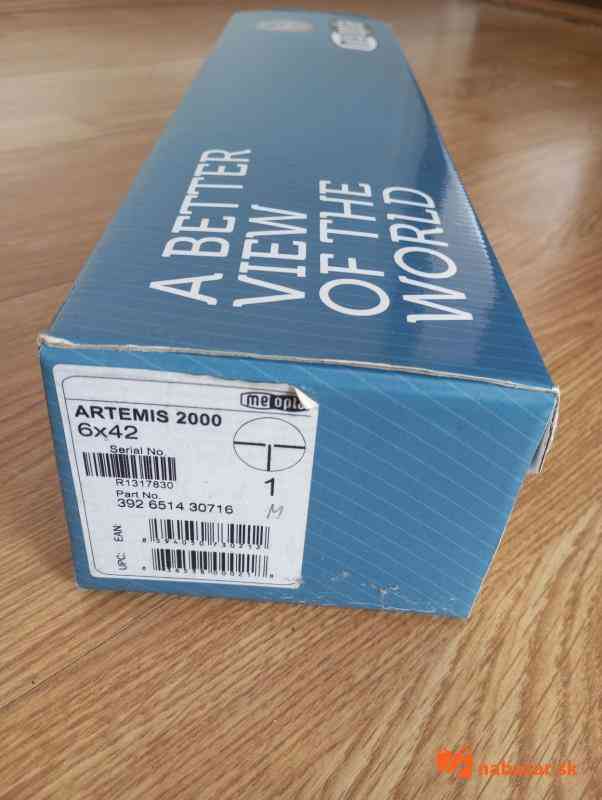 A BETTER
VIEW
OF THE
WORLD
meopta
ARTEMIS 2000
6x42
Serial No.
R1317830
Part No.
392 6514 30716
1
M
EAN:
UPC:
nabazar.sk